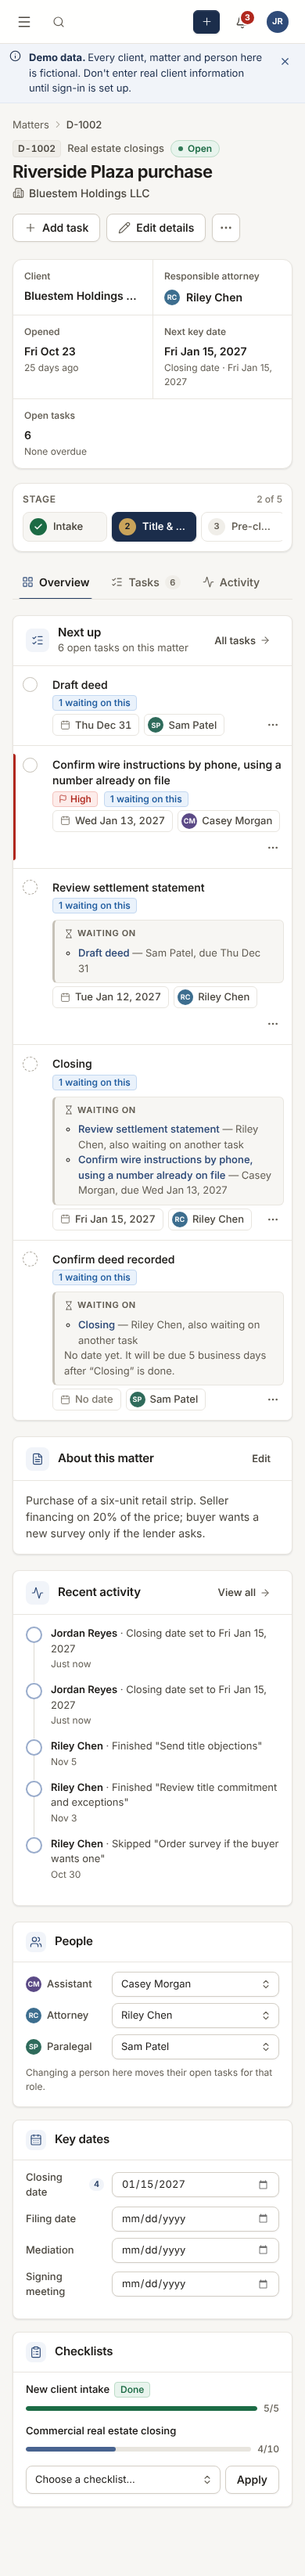 3
JR
Demo data. Every client, matter and person here
is fictional. Don't enter real client information
until sign-in is set up.
Matters > D-1002
D-1002 Real estate closings Open
Riverside Plaza purchase
Bluestem Holdings LLC
Add task
Edit details
Client
Bluestem Holdings ...
Responsible attorney
RC Riley Chen
Opened
Fri Oct 23
25 days ago
Next key date
Fri Jan 15, 2027
Closing date · Fri Jan 15,
2027
Open tasks
6
None overdue
STAGE 2 of 5
Intake
2 Title & ...
3 Pre-cl...
Overview
Tasks 6
Activity
Next up
6 open tasks on this matter
All tasks
Draft deed
1 waiting on this
Thu Dec 31 SP Sam Patel
Confirm wire instructions by phone, using a
number already on file
High 1 waiting on this
Wed Jan 13, 2027 CM Casey Morgan
Review settlement statement
1 waiting on this
WAITING ON
Draft deed — Sam Patel, due Thu Dec
31
Tue Jan 12, 2027 RC Riley Chen
Closing
1 waiting on this
WAITING ON
Review settlement statement — Riley
Chen, also waiting on another task
Confirm wire instructions by phone,
using a number already on file — Casey
Morgan, due Wed Jan 13, 2027
Fri Jan 15, 2027 RC Riley Chen
Confirm deed recorded
1 waiting on this
WAITING ON
Closing — Riley Chen, also waiting on
another task
No date yet. It will be due 5 business days
after “Closing” is done.
No date SP Sam Patel
About this matter
Edit
Purchase of a six-unit retail strip. Seller
financing on 20% of the price; buyer wants a
new survey only if the lender asks.
Recent activity
View all
Jordan Reyes · Closing date set to Fri Jan 15,
2027
Just now
Jordan Reyes · Closing date set to Fri Jan 15,
2027
Just now
Riley Chen · Finished "Send title objections"
Nov 5
Riley Chen · Finished "Review title commitment
and exceptions"
Nov 3
Riley Chen · Skipped "Order survey if the buyer
wants one"
Oct 30
People
CM Assistant Casey Morgan
RC Attorney Riley Chen
SP Paralegal Sam Patel
Changing a person here moves their open tasks for that
role.
Key dates
Closing
date
4
01/15/2027
Filing date mm/dd/yyyy
Mediation mm/dd/yyyy
Signing
meeting
mm/dd/yyyy
Checklists
New client intake Done
5/5
Commercial real estate closing
4/10
Choose a checklist...
Apply